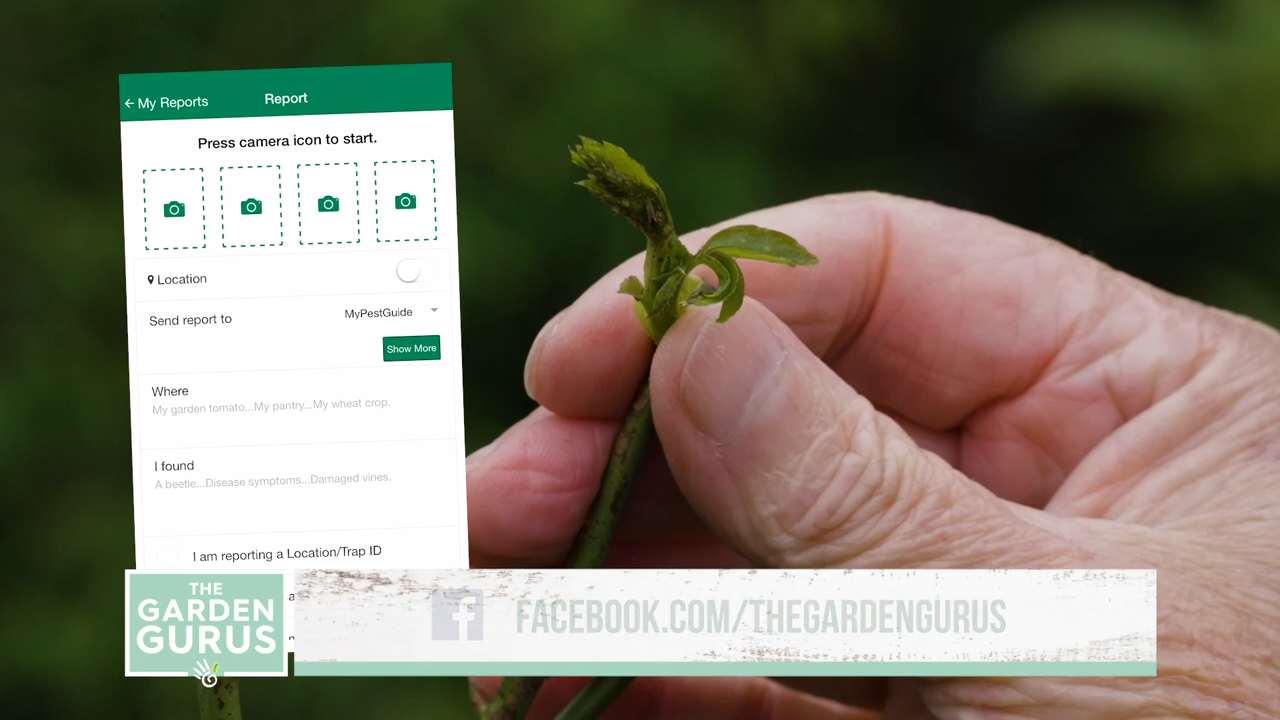 ← My Reports
Report
Press camera icon to start.
Location
Send report to
MyPestGuide
Show More
Where
My garden tomato...My pantry...My wheat crop.
I found
A beetle...Disease symptoms...Damaged vines.
I am reporting a Location/Trap ID
THE
GARDEN
GURUS
FACEBOOK.COM/THEGARDENGURUS